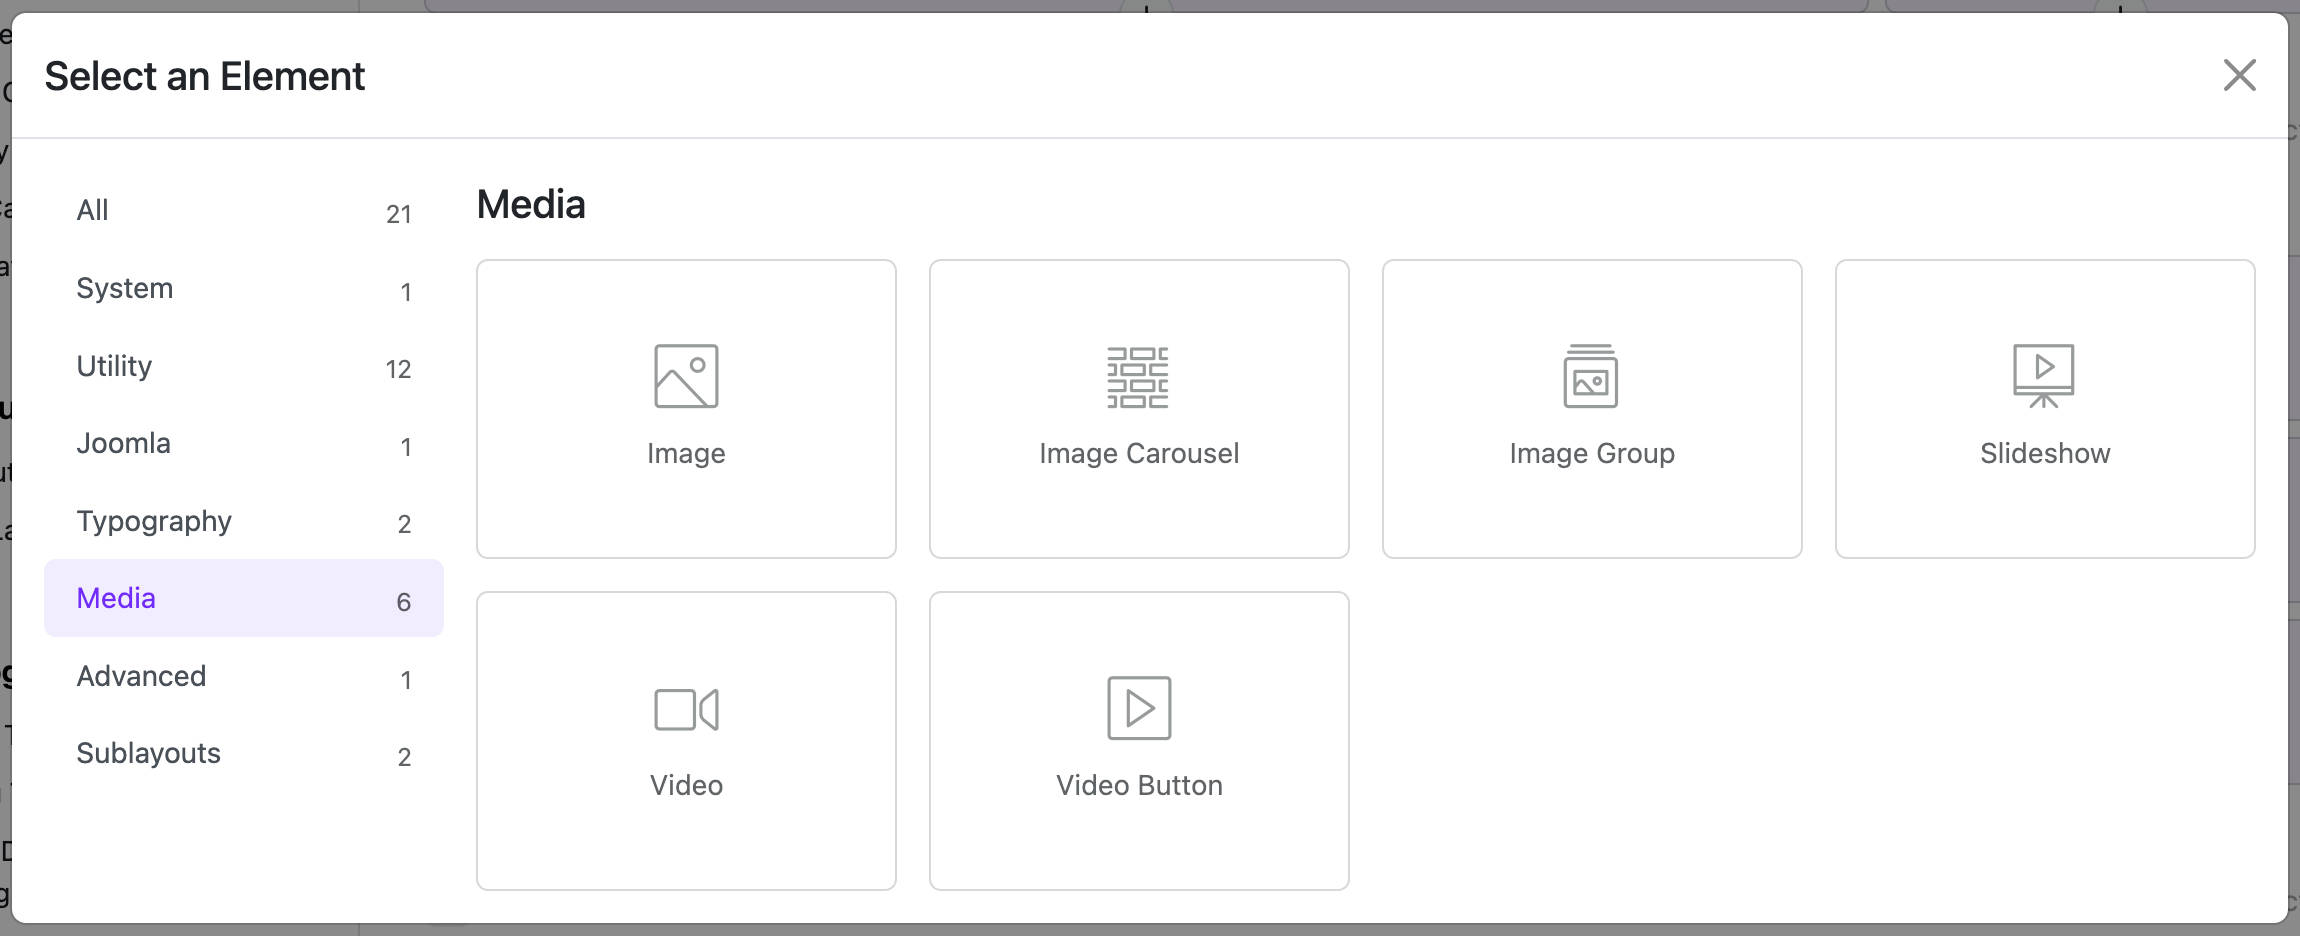 Select an Element
All 21
System 1
Utility 12
Joomla 1
Typography 2
Media 6
Advanced 1
Sublayouts 2
Media
Image
Image Carousel
Image Group
Slideshow
Video
Video Button